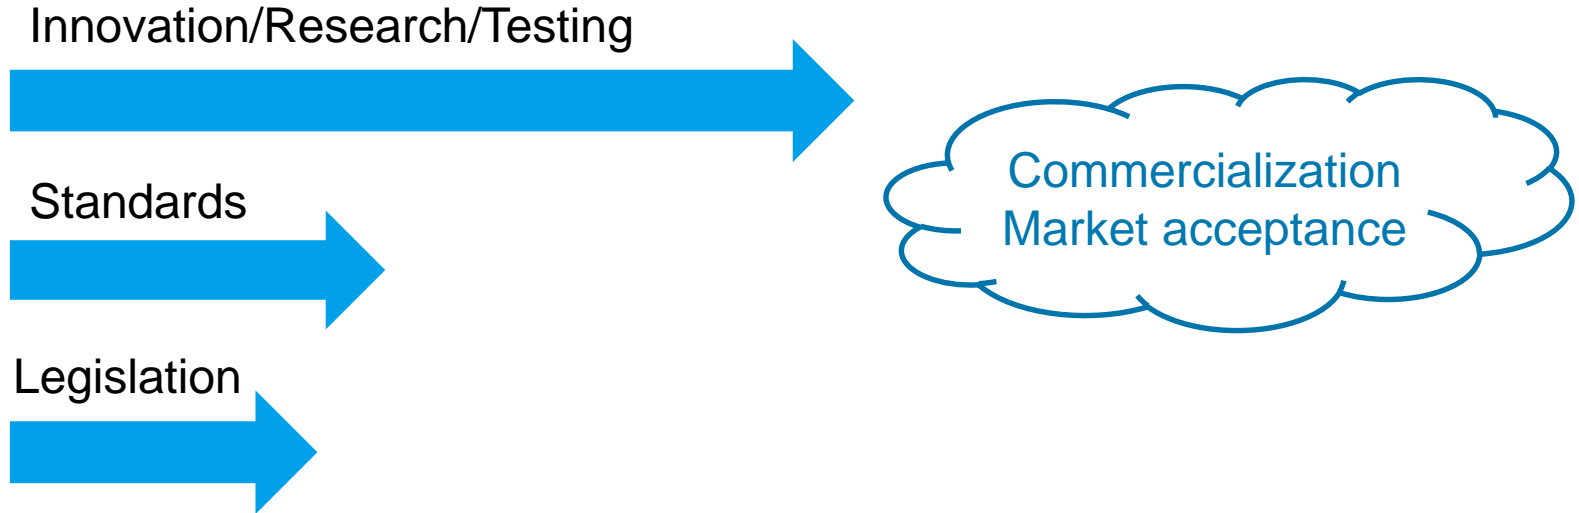 Innovation/Research/Testing
Commercialization
Market acceptance
Standards
Legislation